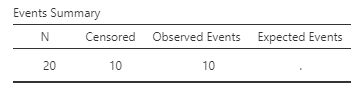 Events Summary
N Censored Observed Events Expected Events
20 10 10 .